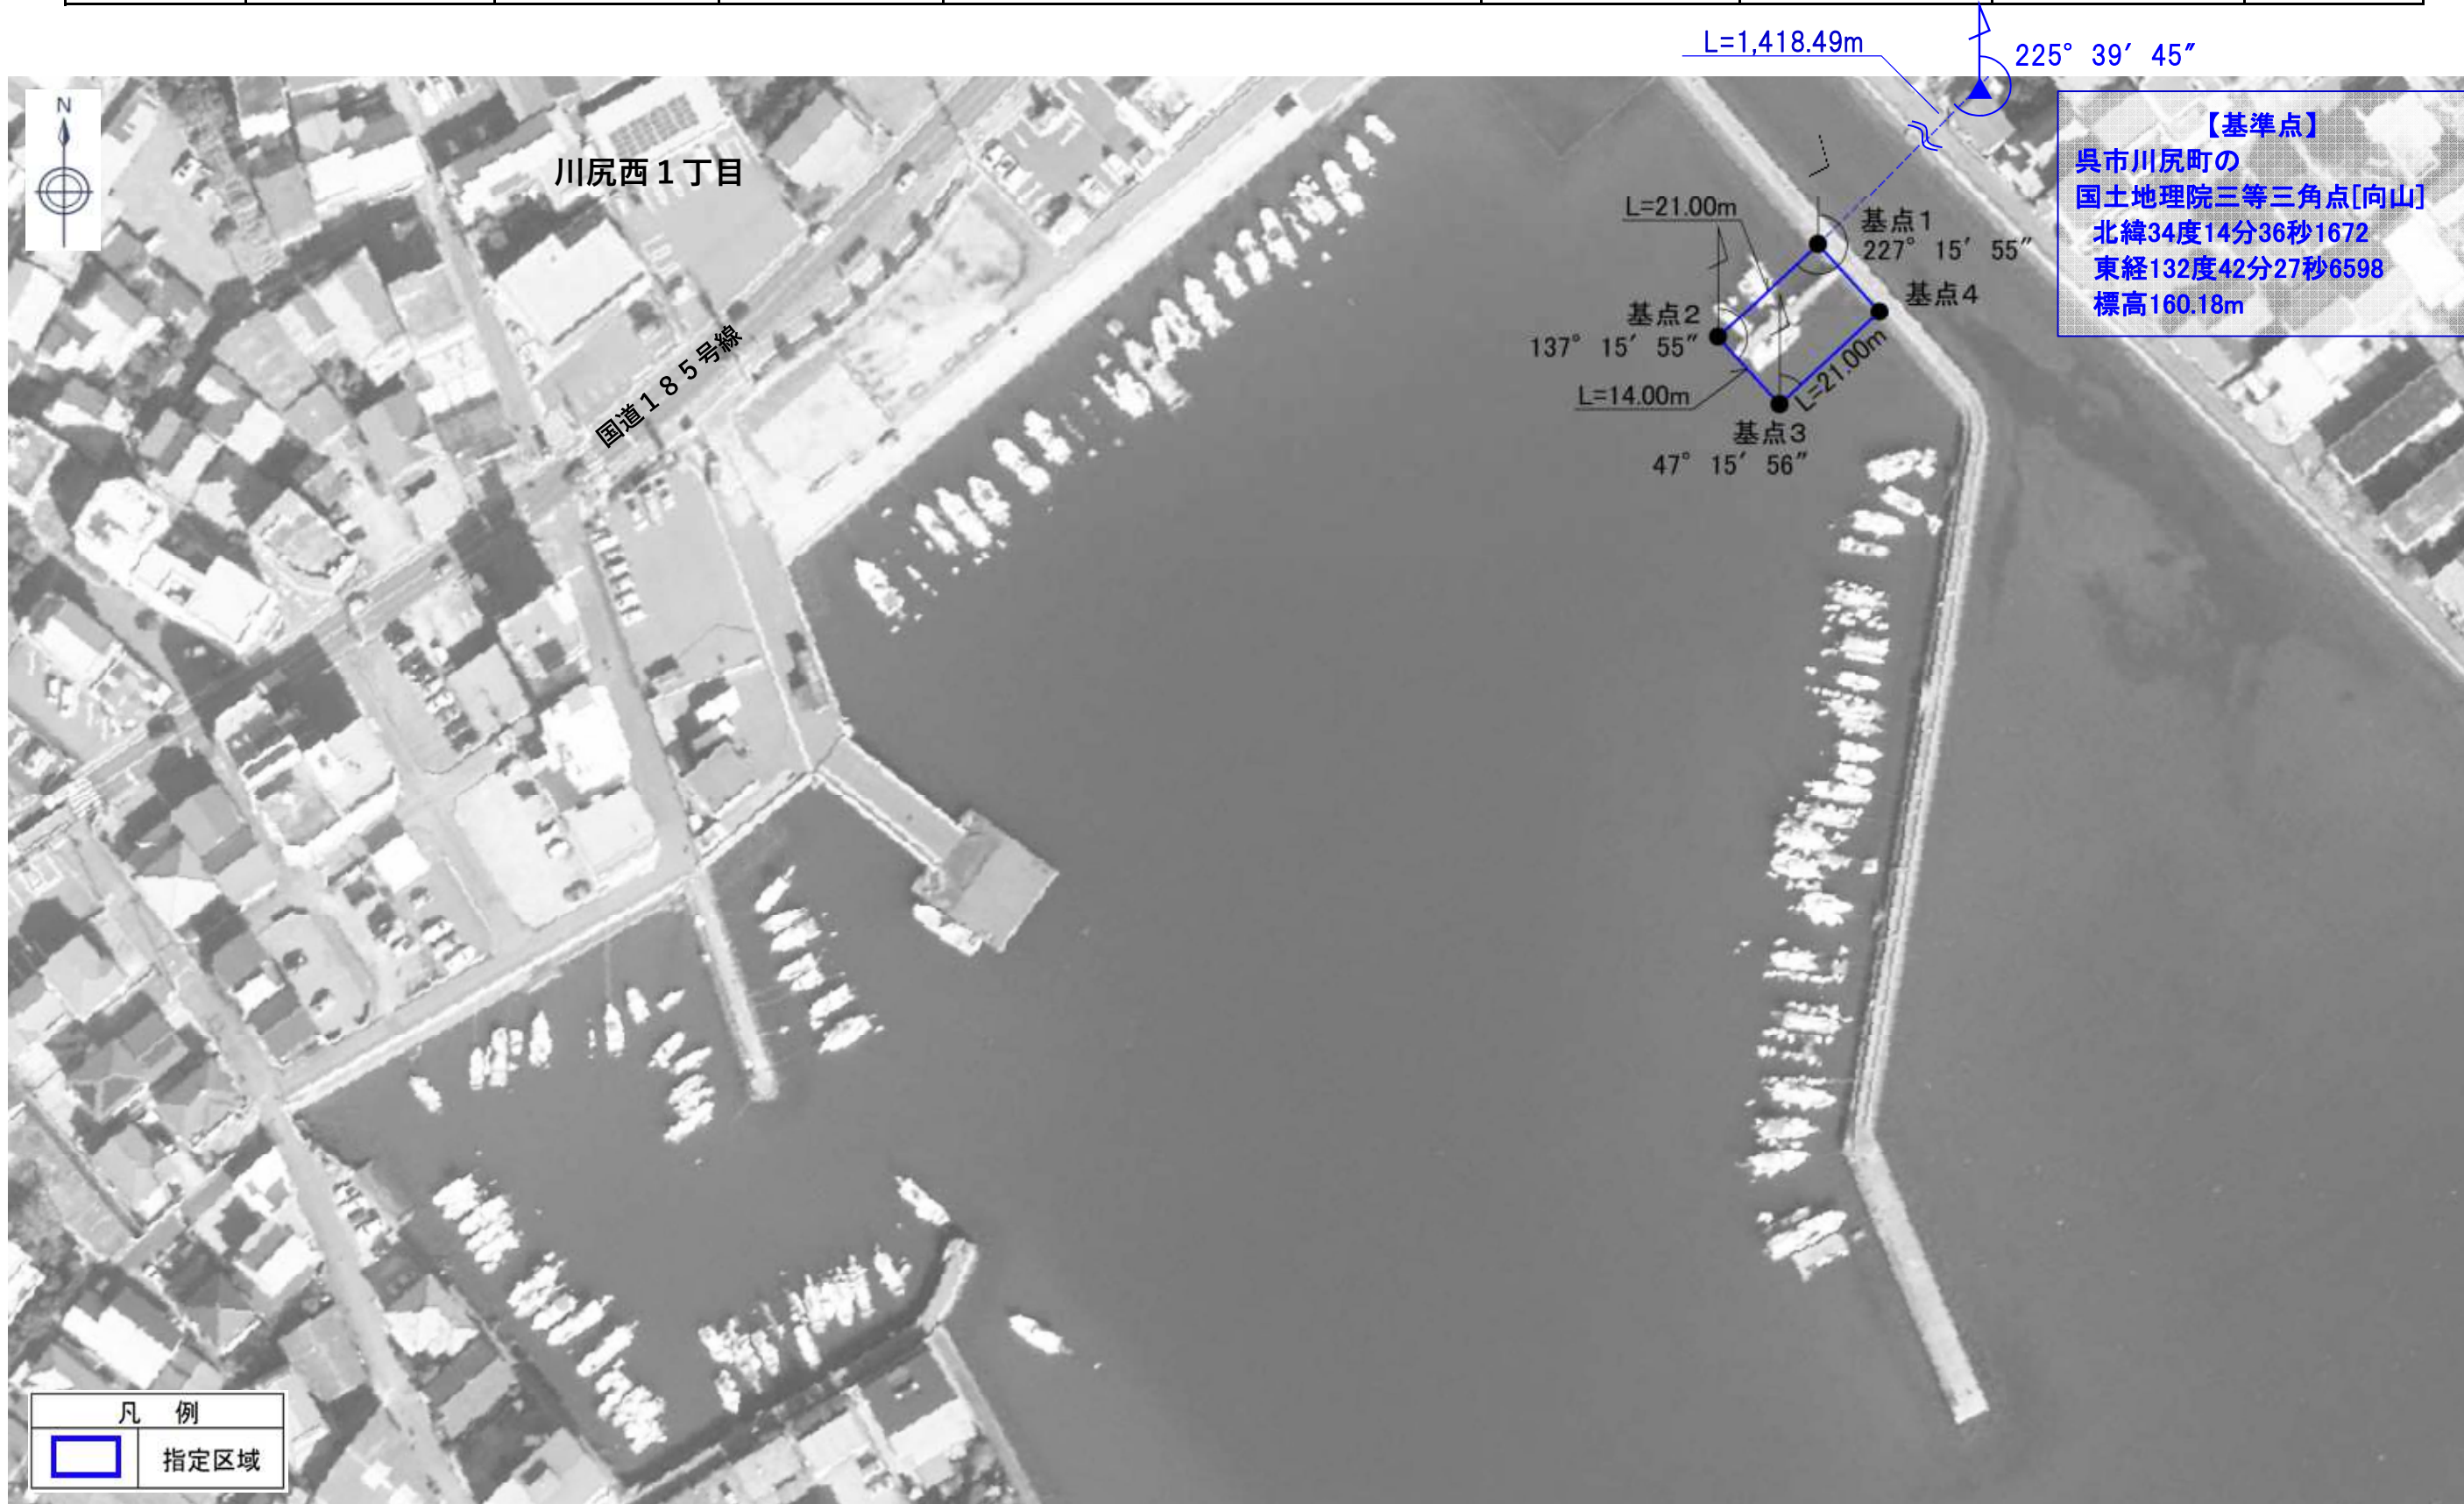 L=1,418.49m
225° 39′ 45″
N
【基準点】
呉市川尻町の
国土地理院三等三角点[向山]
北緯34度14分36秒1672
東経132度42分27秒6598
標高160.18m
川尻西１丁目
国道１８５号線
L=21.00m
基点1
227° 15′ 55″
基点4
基点2
137° 15′ 55″
L=14.00m
L=21.00m
基点3
47° 15′ 56″
凡 例
指定区域